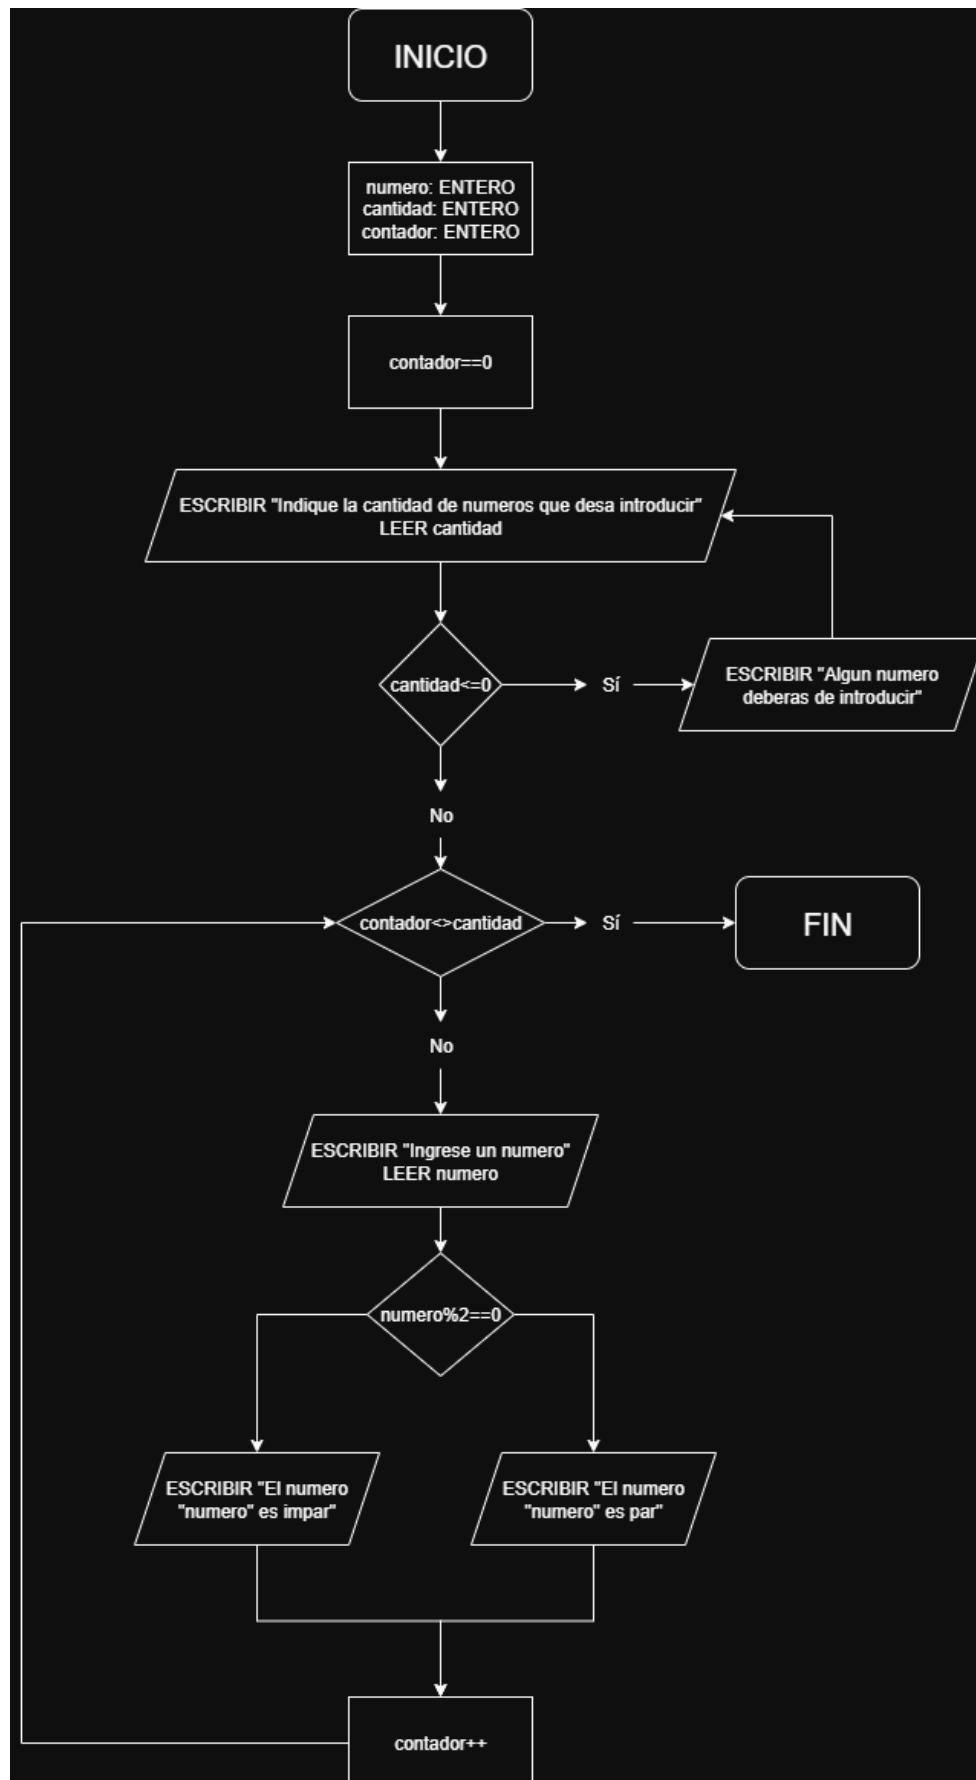 INICIO
numero: ENTERO
cantidad: ENTERO
contador: ENTERO
contador==0
ESCRIBIR "Indique la cantidad de numeros que desa introducir"
LEER cantidad
cantidad<=0
Sí
ESCRIBIR "Algun numero
deberas de introducir"
No
contador<>cantidad
Sí
FIN
No
ESCRIBIR "Ingrese un numero"
LEER numero
numero%2==0
ESCRIBIR "El numero
"numero" es impar"
ESCRIBIR "El numero
"numero" es par"
contador++